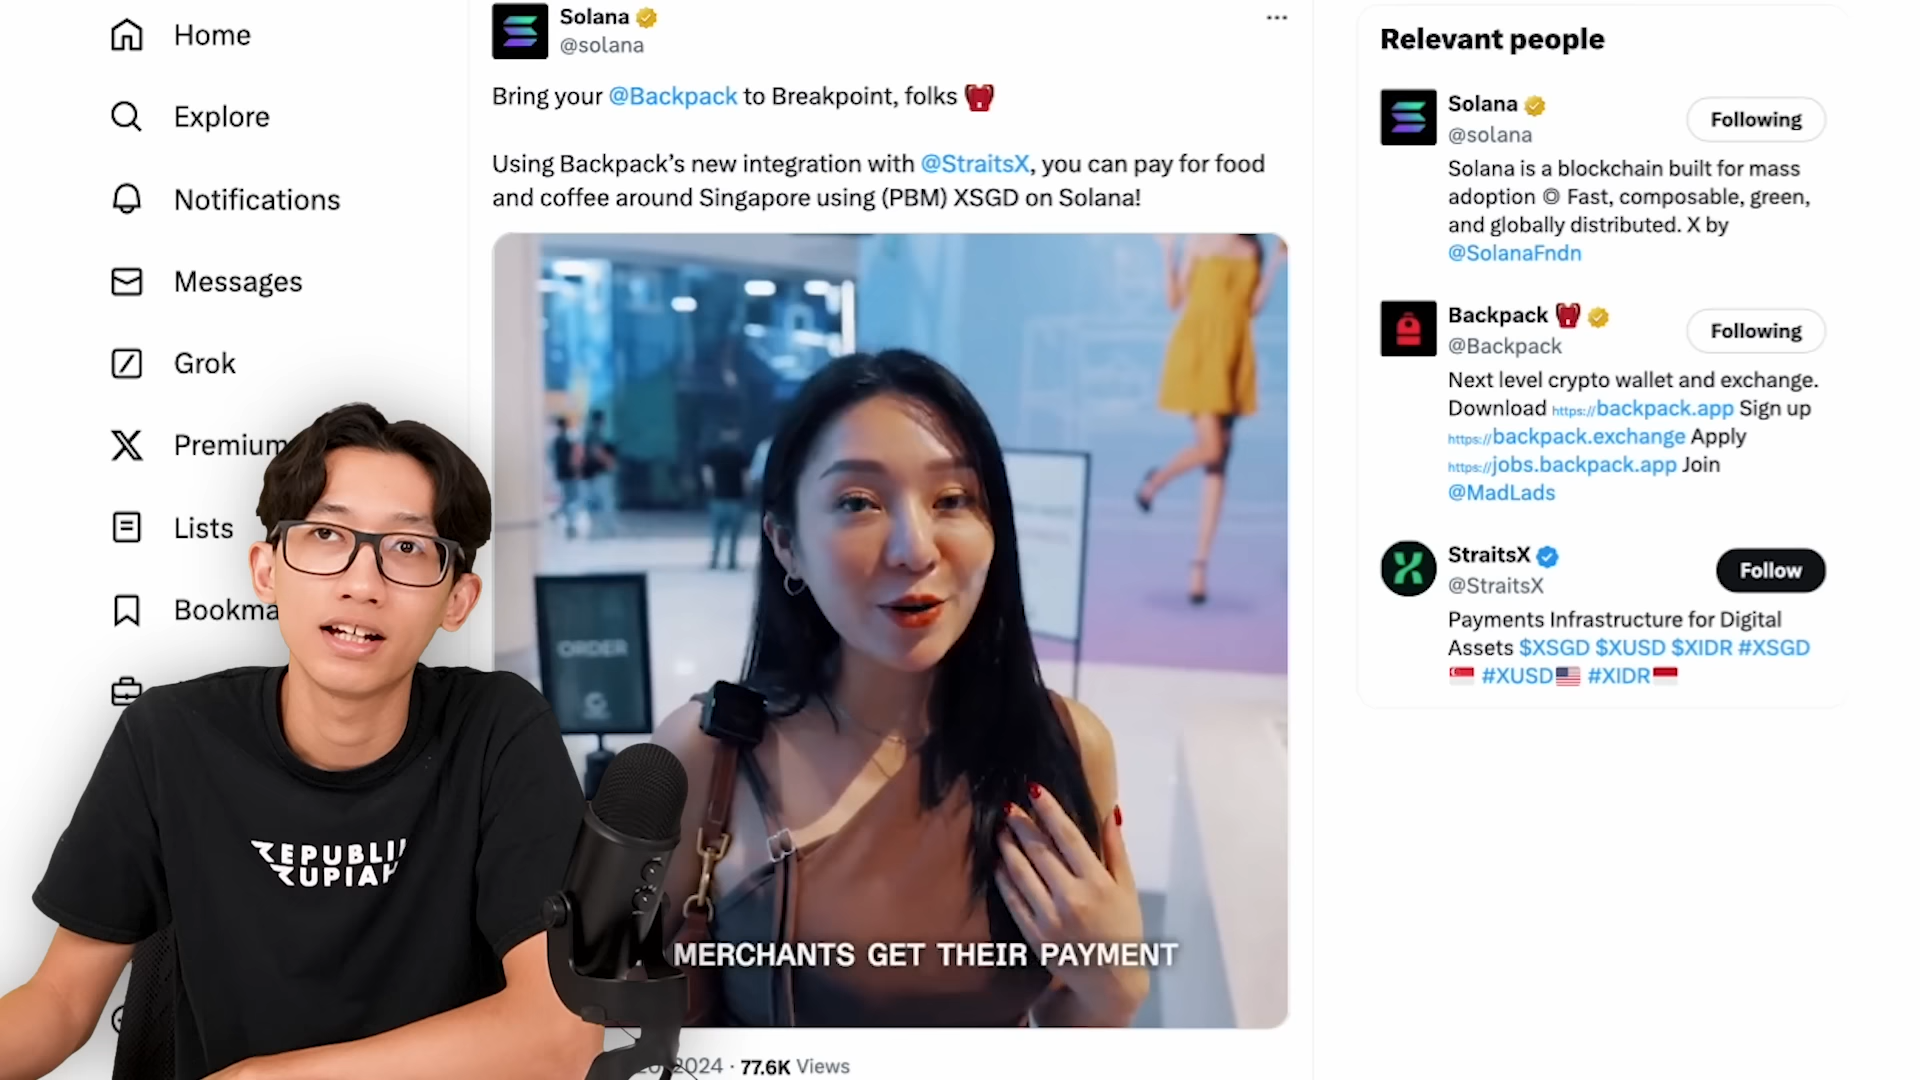 Home
Explore
Notifications
Messages
Grok
Premium
Lists
Bookma
Solana
@solana
Bring your @Backpack to Breakpoint, folks
Using Backpack's new integration with @StraitsX, you can pay for food
and coffee around Singapore using (PBM) XSGD on Solana!
ORDER
MERCHANTS GET THEIR PAYMENT
2024 · 77.6K Views
REPUBLI
RUPIAH
Relevant people
Solana
@solana
Following
Solana is a blockchain built for mass
adoption ◎ Fast, composable, green,
and globally distributed. X by
@SolanaFndn
Backpack
@Backpack
Following
Next level crypto wallet and exchange.
Download https://backpack.app Sign up
https://backpack.exchange Apply
https://jobs.backpack.app Join
@MadLads
StraitsX
@StraitsX
Follow
Payments Infrastructure for Digital
Assets $XSGD $XUSD $XIDR #XSGD
#XUSD #XIDR